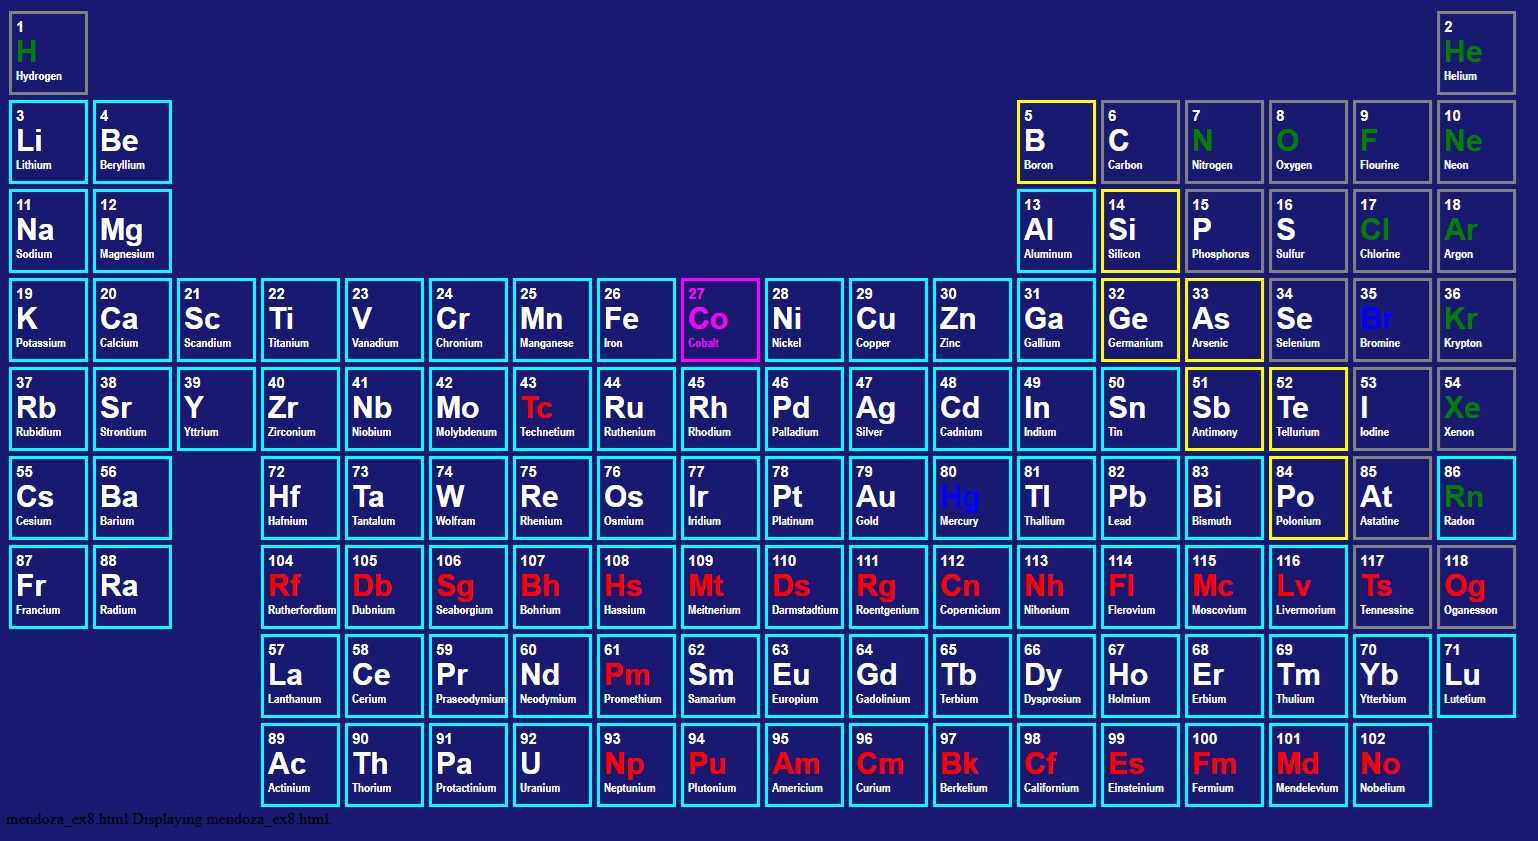 1 2
H He
Hydrogen Helium
3 4 5 6 7 8 9 10
Li Be B C N O F Ne
Lithium Beryllium Boron Carbon Nitrogen Oxygen Flourine Neon
11 12 13 14 15 16 17 18
Na Mg Al Si P S Cl Ar
Sodium Magnesium Aluminum Silicon Phosphorus Sulfur Chlorine Argon
19 20 21 22 23 24 25 26 27 28 29 30 31 32 33 34 35 36
K Ca Sc Ti V Cr Mn Fe Co Ni Cu Zn Ga Ge As Se Br Kr
Potassium Calcium Scandium Titanium Vanadium Chronium Manganese Iron Cobalt Nickel Copper Zinc Gallium Germanium Arsenic Selenium Bromine Krypton
37 38 39 40 41 42 43 44 45 46 47 48 49 50 51 52 53 54
Rb Sr Y Zr Nb Mo Tc Ru Rh Pd Ag Cd In Sn Sb Te I Xe
Rubidium Strontium Yttrium Zirconium Niobium Molybdenum Technetium Ruthenium Rhodium Palladium Silver Cadnium Indium Tin Antimony Tellurium Iodine Xenon
55 56 72 73 74 75 76 77 78 79 80 81 82 83 84 85 86
Cs Ba Hf Ta W Re Os Ir Pt Au Hg Tl Pb Bi Po At Rn
Cesium Barium Hafnium Tantalum Wolfram Rhenium Osmium Iridium Platinum Gold Mercury Thallium Lead Bismuth Polonium Astatine Radon
87 88 104 105 106 107 108 109 110 111 112 113 114 115 116 117 118
Fr Ra Rf Db Sg Bh Hs Mt Ds Rg Cn Nh Fl Mc Lv Ts Og
Francium Radium Rutherfordium Dubnium Seaborgium Bohrium Hassium Meitnerium Darmstadtium Roentgenium Copernicium Nihonium Flerovium Moscovium Livermorium Tennessine Oganesson
57 58 59 60 61 62 63 64 65 66 67 68 69 70 71
La Ce Pr Nd Pm Sm Eu Gd Tb Dy Ho Er Tm Yb Lu
Lanthanum Cerium Praseodymium Neodymium Promethium Samarium Europium Gadolinium Terbium Dysprosium Holmium Erbium Thulium Ytterbium Lutetium
89 90 91 92 93 94 95 96 97 98 99 100 101 102
Ac Th Pa U Np Pu Am Cm Bk Cf Es Fm Md No
Actinium Thorium Protactinium Uranium Neptunium Plutonium Americium Curium Berkelium Californium Einsteinium Fermium Mendelevium Nobelium
mendoza_ex8.html Displaying mendoza_ex8.html.